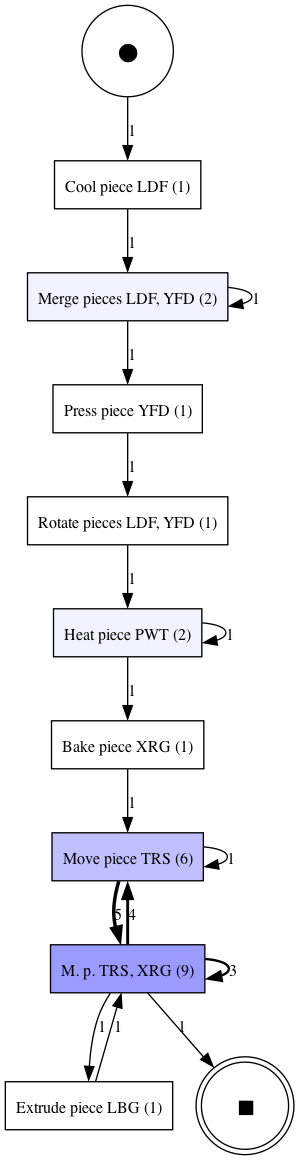 1
Cool piece LDF (1)
1
Merge pieces LDF, YFD (2)
1
1
Press piece YFD (1)
1
Rotate pieces LDF, YFD (1)
1
Heat piece PWT (2)
1
1
Bake piece XRG (1)
1
Move piece TRS (6)
1
5
4
M. p. TRS, XRG (9)
3
1
1
1
Extrude piece LBG (1)